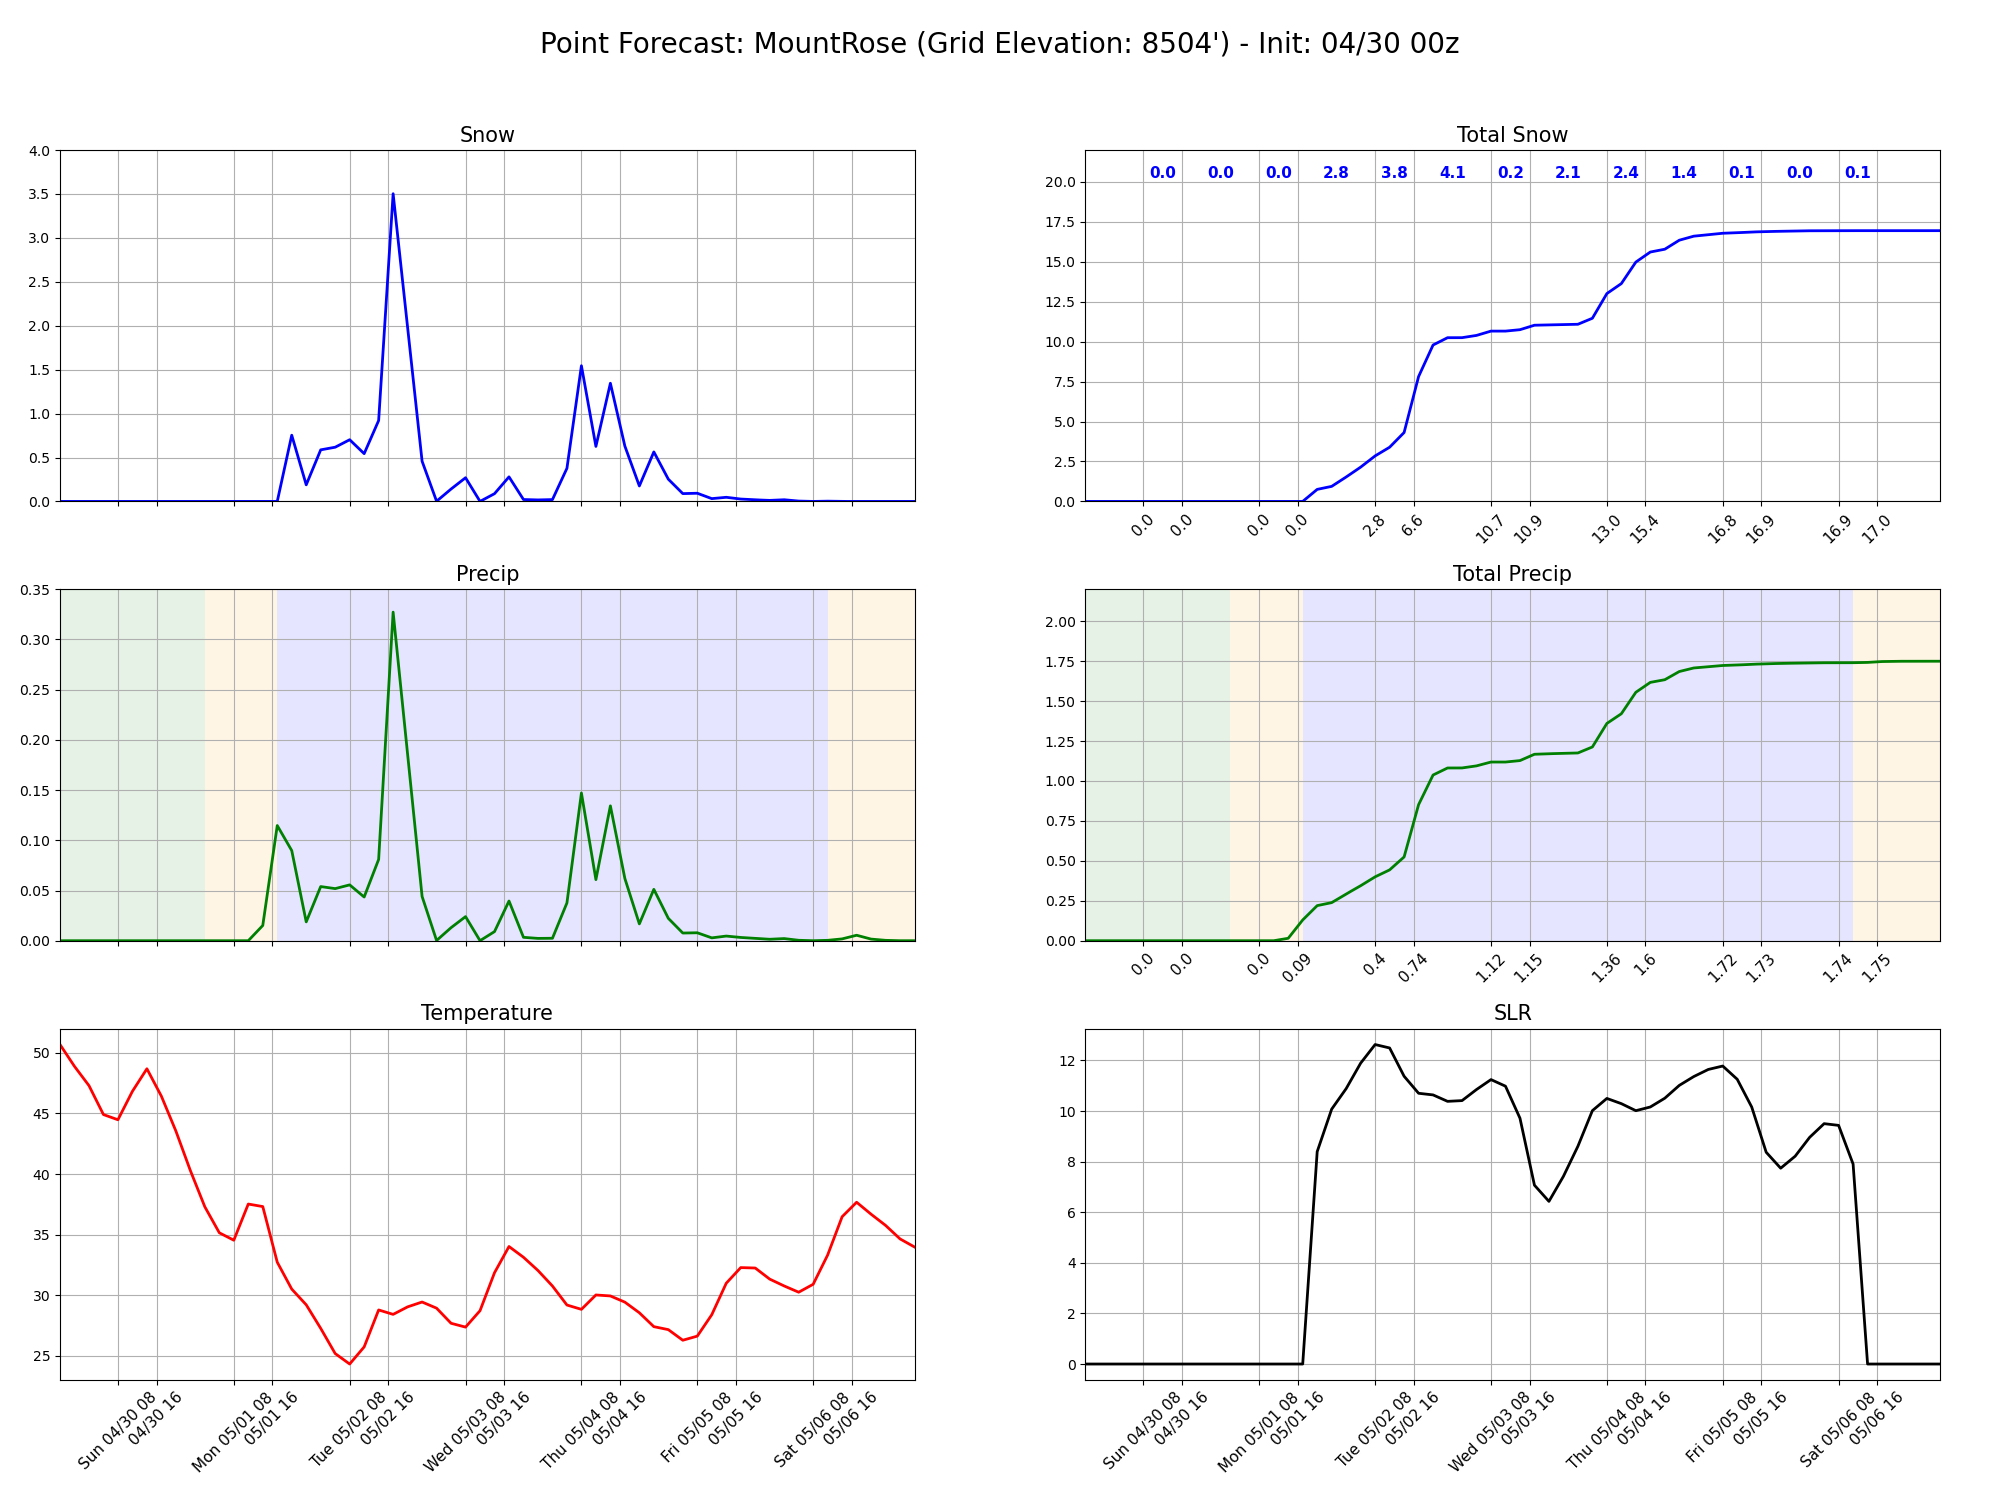 Point Forecast: MountRose (Grid Elevation: 8504') - Init: 04/30 00z
Snow
4.0
3.5
3.0
2.5
2.0
1.5
1.0
0.5
0.0
Total Snow
0.0 0.0 0.0 2.8 3.8 4.1 0.2 2.1 2.4 1.4 0.1 0.0 0.1
20.0
17.5
15.0
12.5
10.0
7.5
5.0
2.5
0.0
0.0 0.0 0.0 0.0 2.8 6.6 10.7 10.9 13.0 15.4 16.8 16.9 16.9 17.0
Precip
0.35
0.30
0.25
0.20
0.15
0.10
0.05
0.00
Total Precip
2.00
1.75
1.50
1.25
1.00
0.75
0.50
0.25
0.00
0.0 0.0 0.0 0.09 0.4 0.74 1.12 1.15 1.36 1.6 1.72 1.73 1.74 1.75
Temperature
50
45
40
35
30
25
Sun 04/30 08
04/30 16
Mon 05/01 08
05/01 16
Tue 05/02 08
05/02 16
Wed 05/03 08
05/03 16
Thu 05/04 08
05/04 16
Fri 05/05 08
05/05 16
Sat 05/06 08
05/06 16
SLR
12
10
8
6
4
2
0
Sun 04/30 08
04/30 16
Mon 05/01 08
05/01 16
Tue 05/02 08
05/02 16
Wed 05/03 08
05/03 16
Thu 05/04 08
05/04 16
Fri 05/05 08
05/05 16
Sat 05/06 08
05/06 16